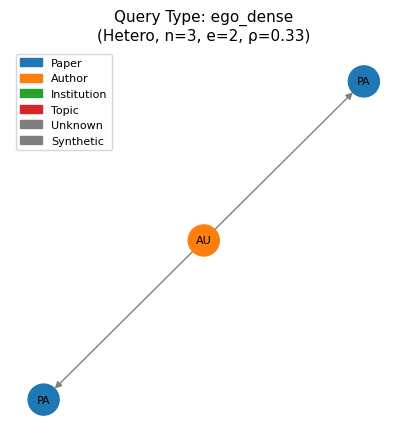 Query Type: ego_dense
(Hetero, n=3, e=2, ρ=0.33)
Paper
Author
Institution
Topic
Unknown
Synthetic
PA
AU
PA